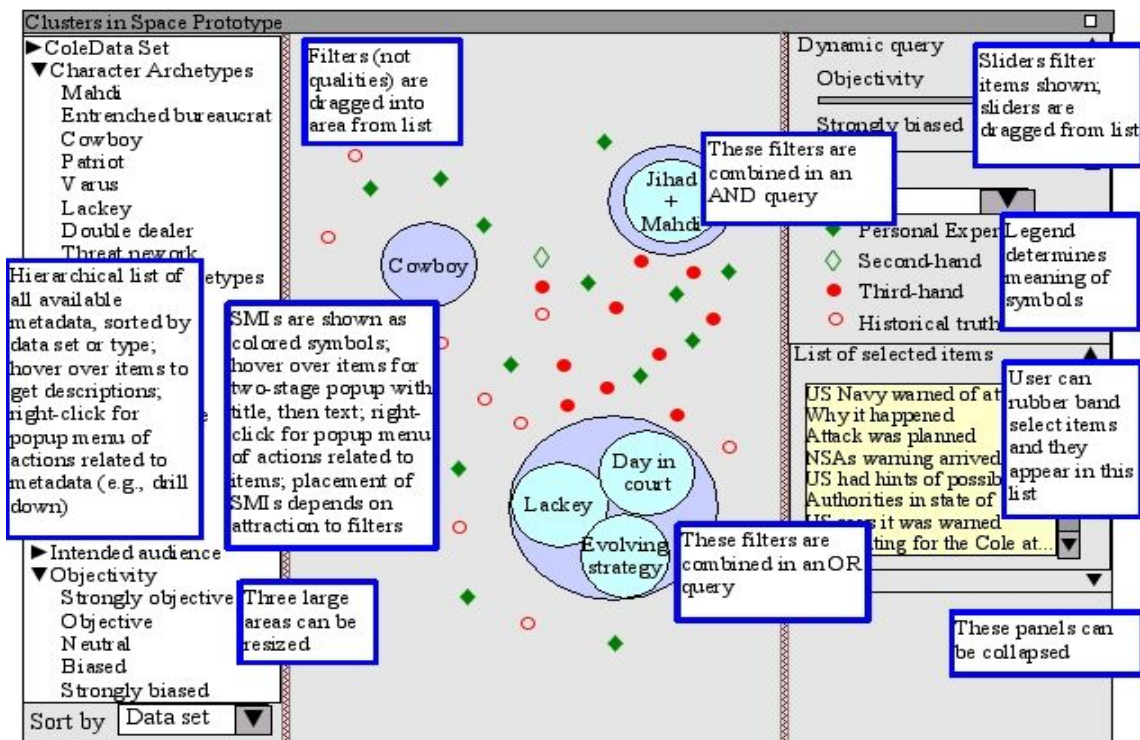 Clusters in Space Prototype
▶ColeData Set
▼Character Archetypes
Mahdi
Entrenched bureaucrat
Cowboy
Patriot
Varus
Lackey
Double dealer
Threat nework
etypes
Hierarchical list of
all available
metadata, sorted by
data set or type;
hover over items to
get descriptions;
right-click for
popup menu of
actions related to
metadata (e.g., drill
down)
▶Intended audience
▼Objectivity
Strongly objective
Objective
Neutral
Biased
Strongly biased
Sort by Data set
Filters (not
qualities) are
dragged into
area from list
Cowboy
Jihad
+
Mahdi
These filters are
combined in an
AND query
SMIs are shown as
colored symbols;
hover over items for
two-stage popup with
title, then text; right-
click for popup menu
of actions related to
items; placement of
SMIs depends on
attraction to filters
Lackey
Day in
court
Evolving
strategy
These filters are
combined in an OR
query
Three large
areas can be
resized
Dynamic query
Objectivity
Strongly biased
Sliders filter
items shown;
sliders are
dragged from list
Personal Exper
Second-hand
Third-hand
Historical truth
Legend
determines
meaning of
symbols
List of selected items
US Navy warned of at
Why it happened
Attack was planned
NSAs warning arrived
US had hints of possib
Authorities in state of
US says it was warned
ting for the Cole at...
User can
rubber band
select items
and they
appear in this
list
These panels can
be collapsed